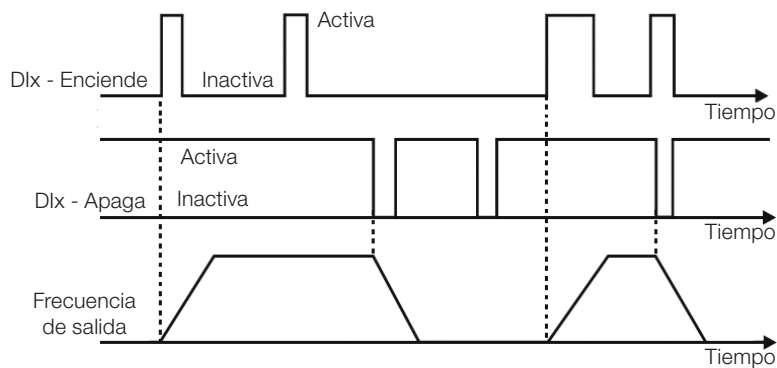 Activa
DIx - Enciende
Inactiva
Tiempo
Activa
DIx - Apaga
Inactiva
Tiempo
Frecuencia
de salida
Tiempo